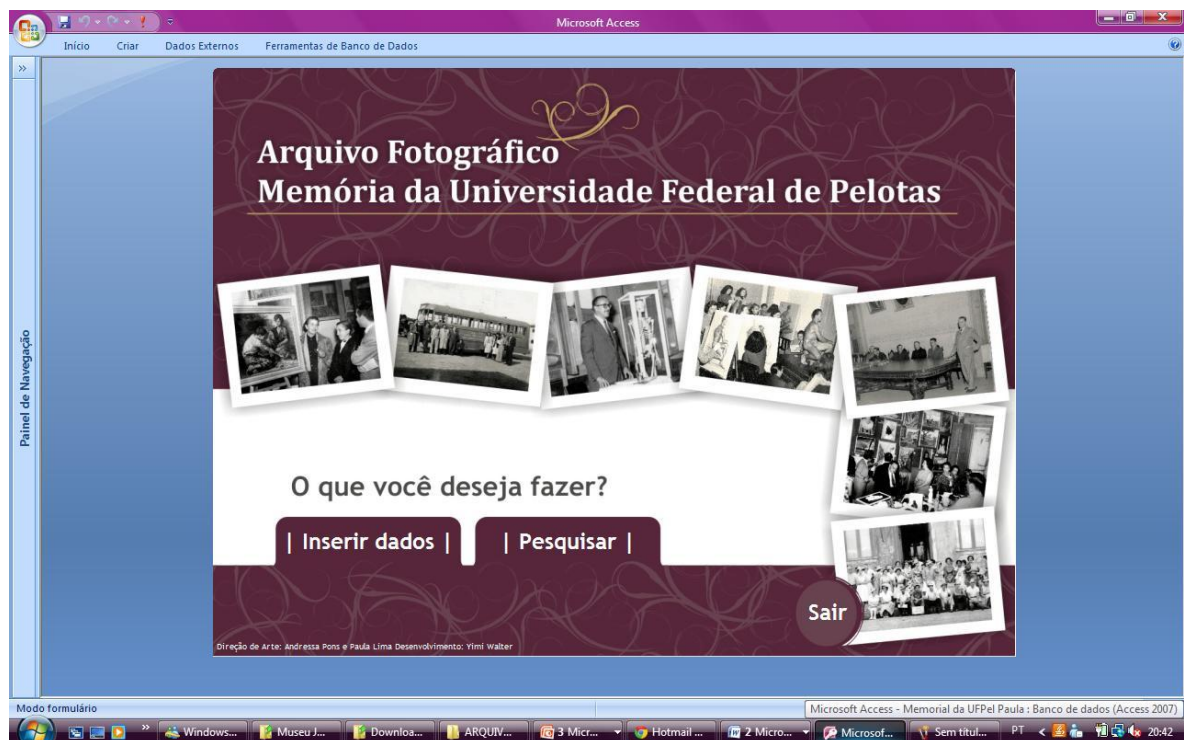 Microsoft Access
Início Criar Dados Externos Ferramentas de Banco de Dados
»
Arquivo Fotográfico
Memória da Universidade Federal de Pelotas
Painel de Navegação
O que você deseja fazer?
| Inserir dados | | Pesquisar |
Sair
Direção de Arte: Andressa Pons e Paula Lima Desenvolvimento: Yimi Walter
Modo formulário
Microsoft Access - Memorial da UFPel Paula : Banco de dados (Access 2007)
» Windows... Museu J... Downloa... ARQUIV... 3 Micr... Hotmail ... 2 Micro... Microsof... Sem títul... PT < 20:42